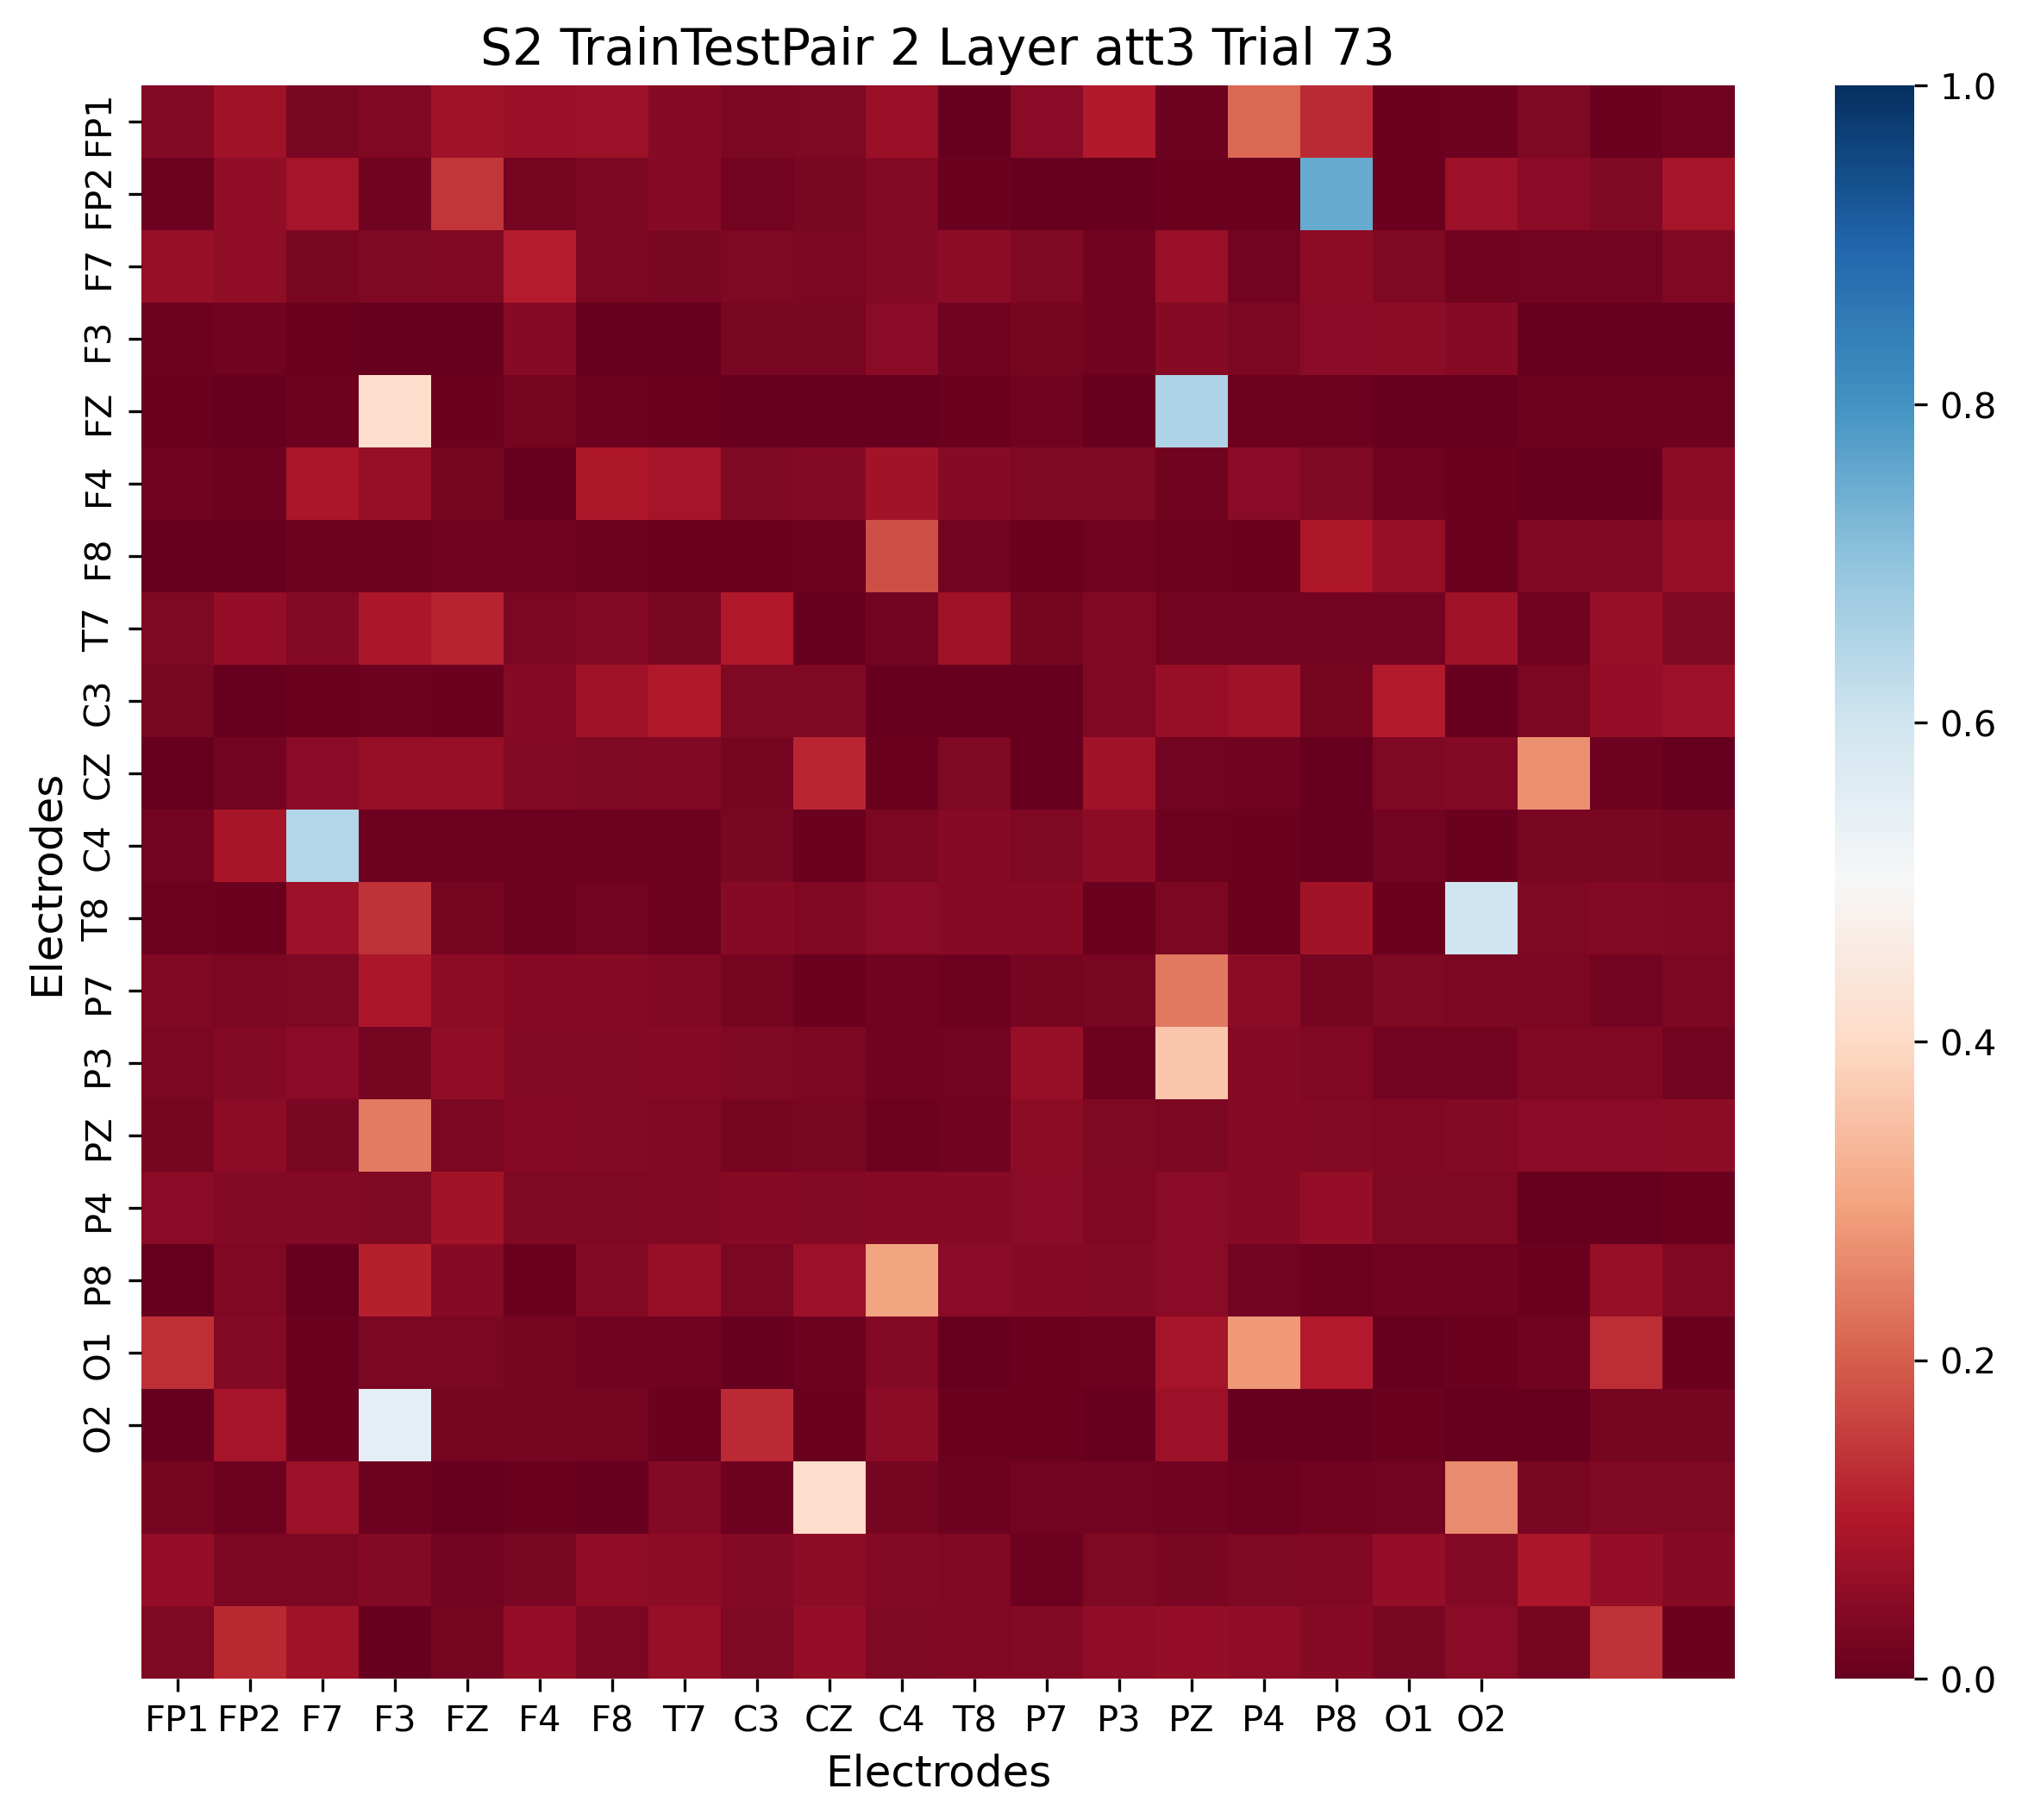 S2 TrainTestPair 2 Layer att3 Trial 73
Electrodes
FP1
FP2
F7
F3
FZ
F4
F8
T7
C3
CZ
C4
T8
P7
P3
PZ
P4
P8
O1
O2
1.0
0.8
0.6
0.4
0.2
0.0
FP1 FP2 F7 F3 FZ F4 F8 T7 C3 CZ C4 T8 P7 P3 PZ P4 P8 O1 O2
Electrodes